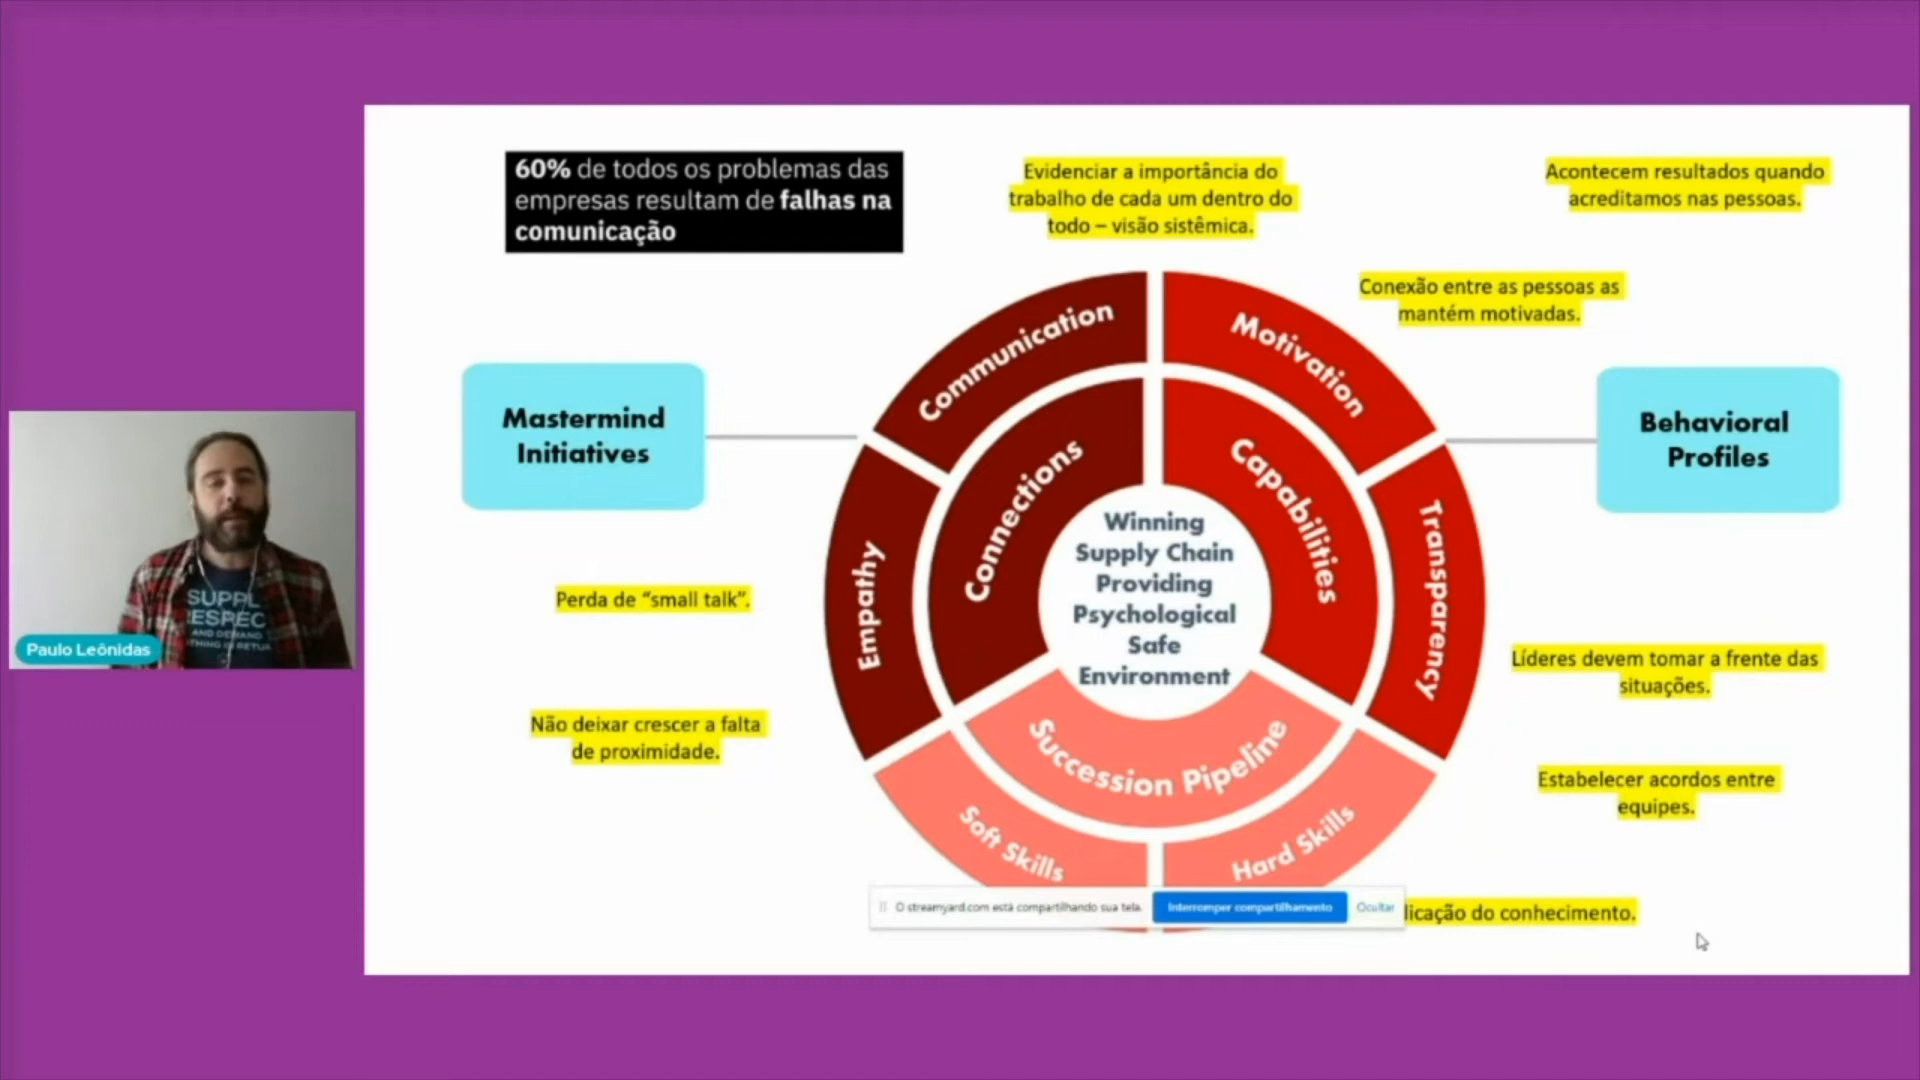 60% de todos os problemas das
empresas resultam de falhas na
comunicação
Evidenciar a importância do
trabalho de cada um dentro do
todo – visão sistêmica.
Acontecem resultados quando
acreditamos nas pessoas.
Conexão entre as pessoas as
mantém motivadas.
Communication
Motivation
Mastermind
Initiatives
Behavioral
Profiles
Connections
Capabilities
Empathy
Transparency
Winning
Supply Chain
Providing
Psychological
Safe
Environment
Perda de “small talk”.
Não deixar crescer a falta
de proximidade.
Líderes devem tomar a frente das
situações.
Estabelecer acordos entre
equipes.
Succession Pipeline
Soft Skills
Hard Skills
O streamyard.com está compartilhando sua tela.
Interromper compartilhamento
Ocultar
licação do conhecimento.
SUPPL
RESPEC
AND DEMAND
Paulo Leônidas